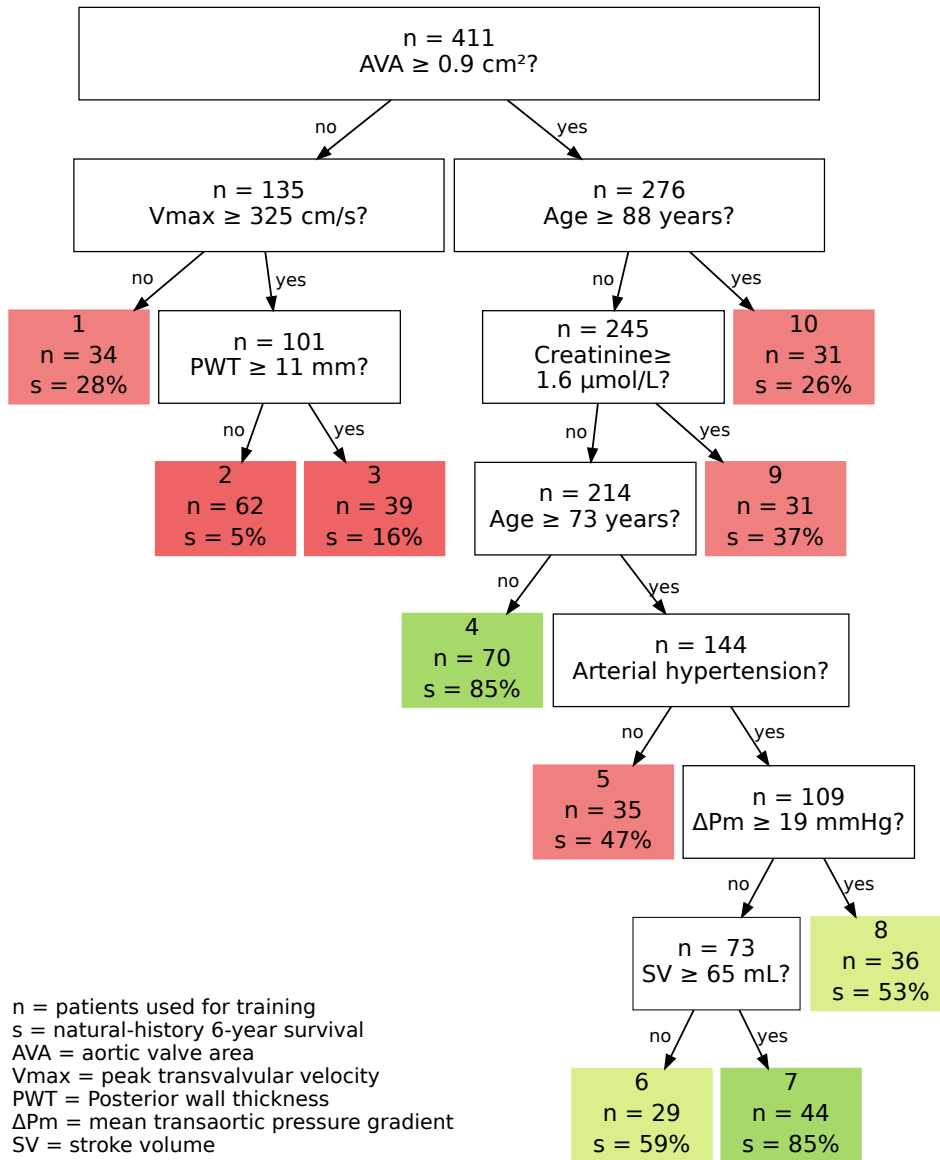 n = 411
AVA ≥ 0.9 cm²?
no
yes
n = 135
Vmax ≥ 325 cm/s?
n = 276
Age ≥ 88 years?
no
yes
no
yes
1
n = 34
s = 28%
n = 101
PWT ≥ 11 mm?
n = 245
Creatinine≥
1.6 μmol/L?
10
n = 31
s = 26%
no
yes
no
yes
2
n = 62
s = 5%
3
n = 39
s = 16%
n = 214
Age ≥ 73 years?
9
n = 31
s = 37%
no
yes
4
n = 70
s = 85%
n = 144
Arterial hypertension?
no
yes
5
n = 35
s = 47%
n = 109
ΔPm ≥ 19 mmHg?
no
yes
n = 73
SV ≥ 65 mL?
8
n = 36
s = 53%
no
yes
6
n = 29
s = 59%
7
n = 44
s = 85%
n = patients used for training
s = natural-history 6-year survival
AVA = aortic valve area
Vmax = peak transvalvular velocity
PWT = Posterior wall thickness
ΔPm = mean transaortic pressure gradient
SV = stroke volume